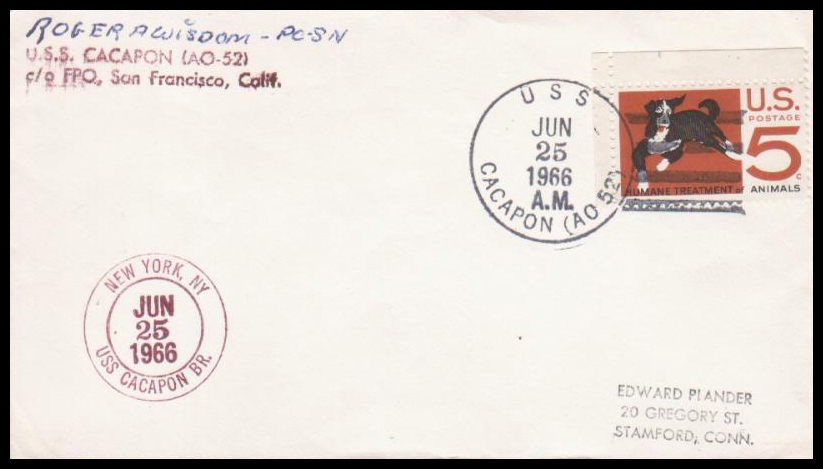 ROGER A WISDOM - PC-SN
U.S.S. CACAPON (AO-52)
c/o FPO, San Francisco, Calif.
USS
JUN
25
1966
A.M.
CACAPON (AO 52)
U.S.
POSTAGE
5c
HUMANE TREATMENT of ANIMALS
NEW YORK, NY
JUN
25
1966
USS CACAPON BR.
EDWARD PIANDER
20 GREGORY ST.
STAMFORD, CONN.